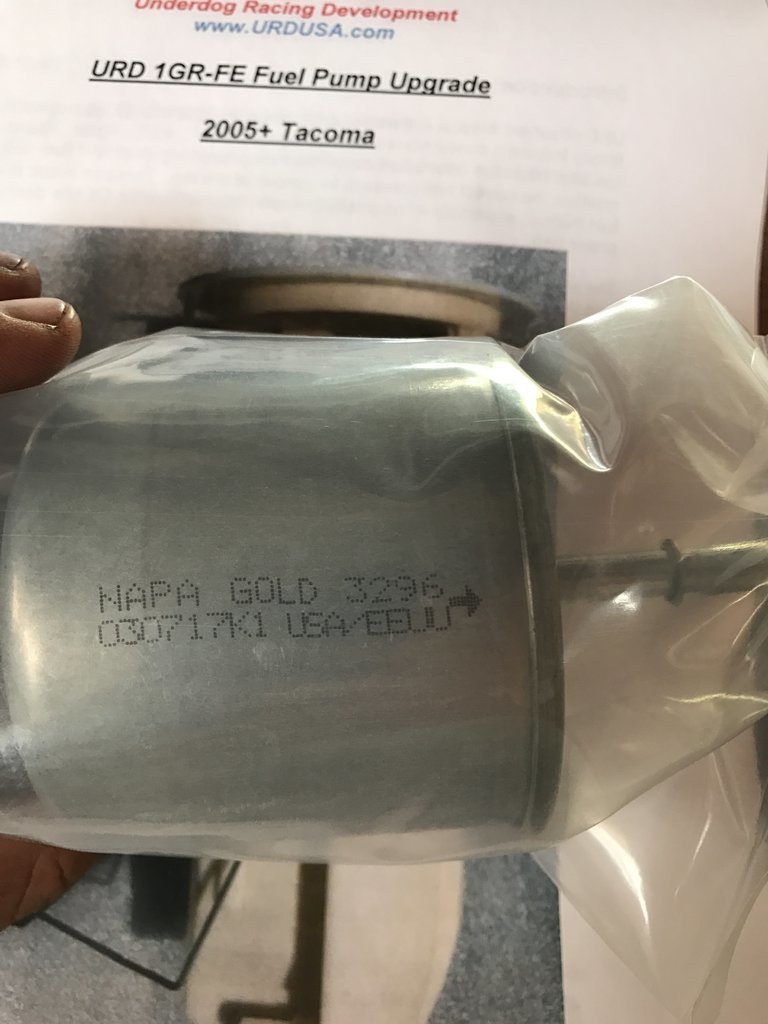 Underdog Racing Development
www.URDUSA.com
URD 1GR-FE Fuel Pump Upgrade
2005+ Tacoma
NAPA GOLD 3296
030717K1 USA/EEUU